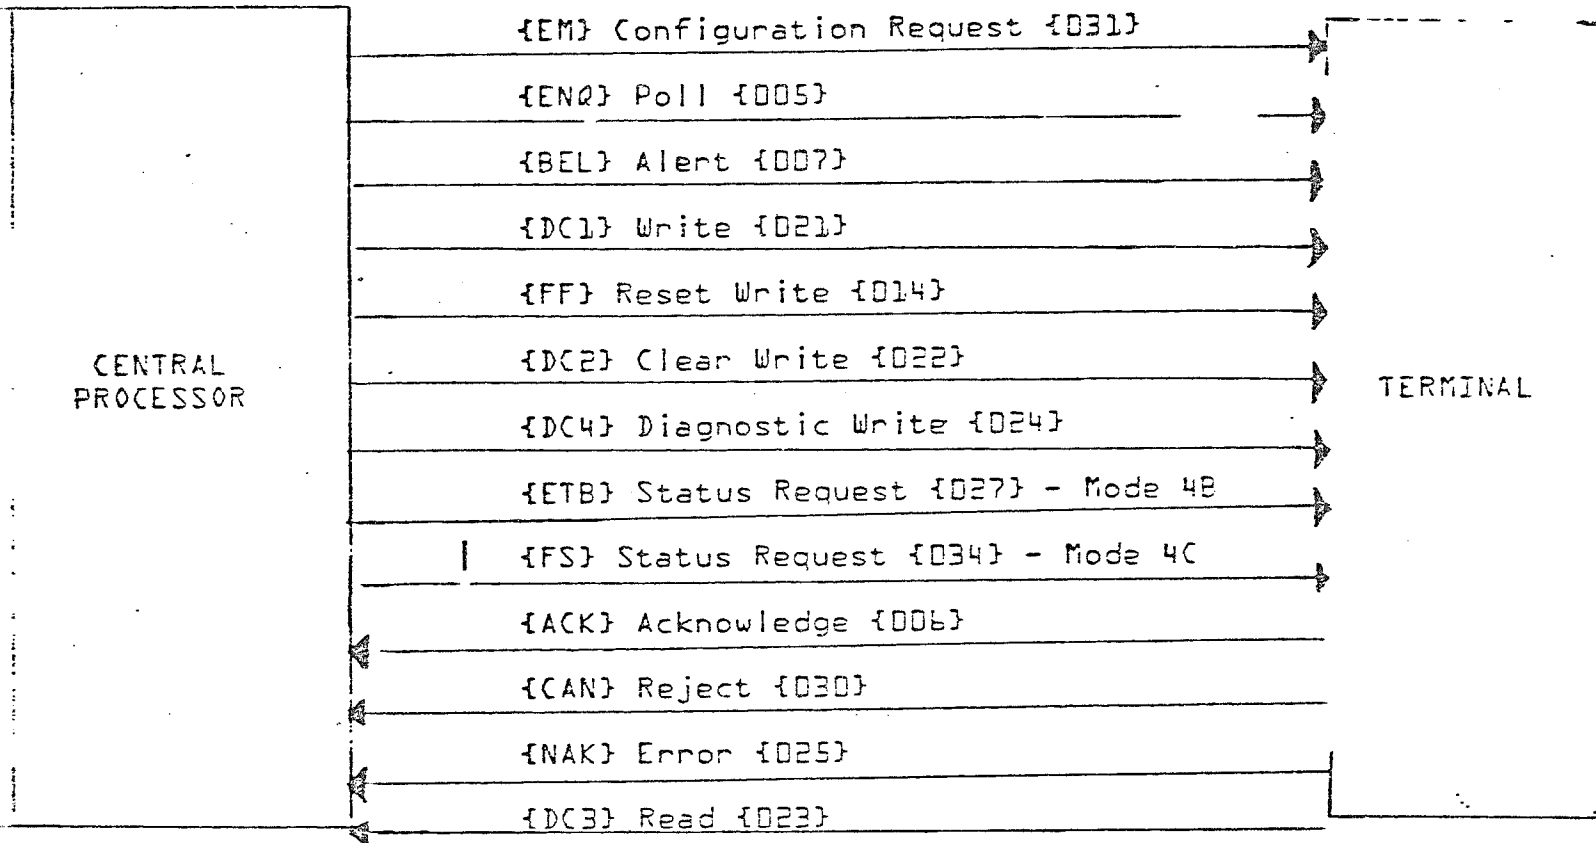 {EM} Configuration Request {031}
{ENQ} Poll {005}
{BEL} Alert {007}
{DC1} Write {021}
{FF} Reset Write {014}
{DC2} Clear Write {022}
CENTRAL
PROCESSOR
TERMINAL
{DC4} Diagnostic Write {024}
{ETB} Status Request {027} - Mode 4B
{FS} Status Request {034} - Mode 4C
{ACK} Acknowledge {006}
{CAN} Reject {030}
{NAK} Error {025}
{DC3} Read {023}